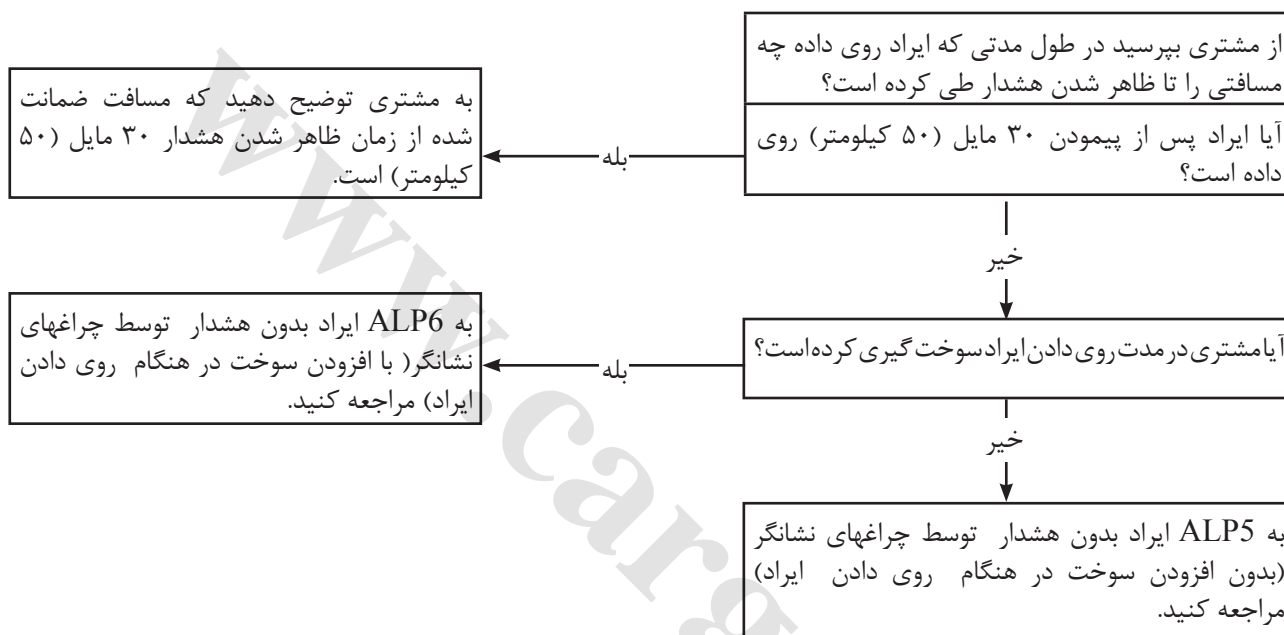 از مشتری بپرسید در طول مدتی که ایراد روی داده چه
مسافتی را تا ظاهر شدن هشدار طی کرده است؟
آیا ایراد پس از پیمودن ۳۰ مایل (۵۰ کیلومتر) روی
داده است؟
بله
به مشتری توضیح دهید که مسافت ضمانت
شده از زمان ظاهر شدن هشدار ۳۰ مایل (۵۰
کیلومتر) است.
خیر
آیا مشتری در مدت روی دادن ایراد سوخت گیری کرده است؟
بله
به ALP6 ایراد بدون هشدار توسط چراغهای
نشانگر( با افزودن سوخت در هنگام روی دادن
ایراد) مراجعه کنید.
خیر
به ALP5 ایراد بدون هشدار توسط چراغهای نشانگر
(بدون افزودن سوخت در هنگام روی دادن ایراد)
مراجعه کنید.
www.carg